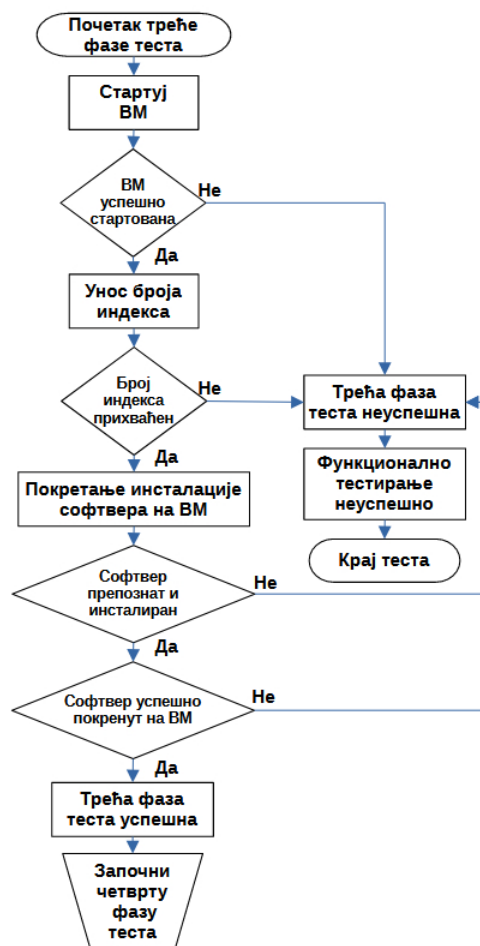 Почетак треће
фазе теста
Стартуј
ВМ
ВМ
успешно
стартована
Не
Да
Унос броја
индекса
Број
индекса
прихваћен
Не
Да
Трећа фаза
теста неуспешна
Функционално
тестирање
неуспешно
Крај теста
Покретање инсталације
софтвера на ВМ
Софтвер
препознат и
инсталиран
Не
Да
Софтвер успешно
покренут на ВМ
Не
Да
Трећа фаза
теста успешна
Започни
четврту
фазу
теста